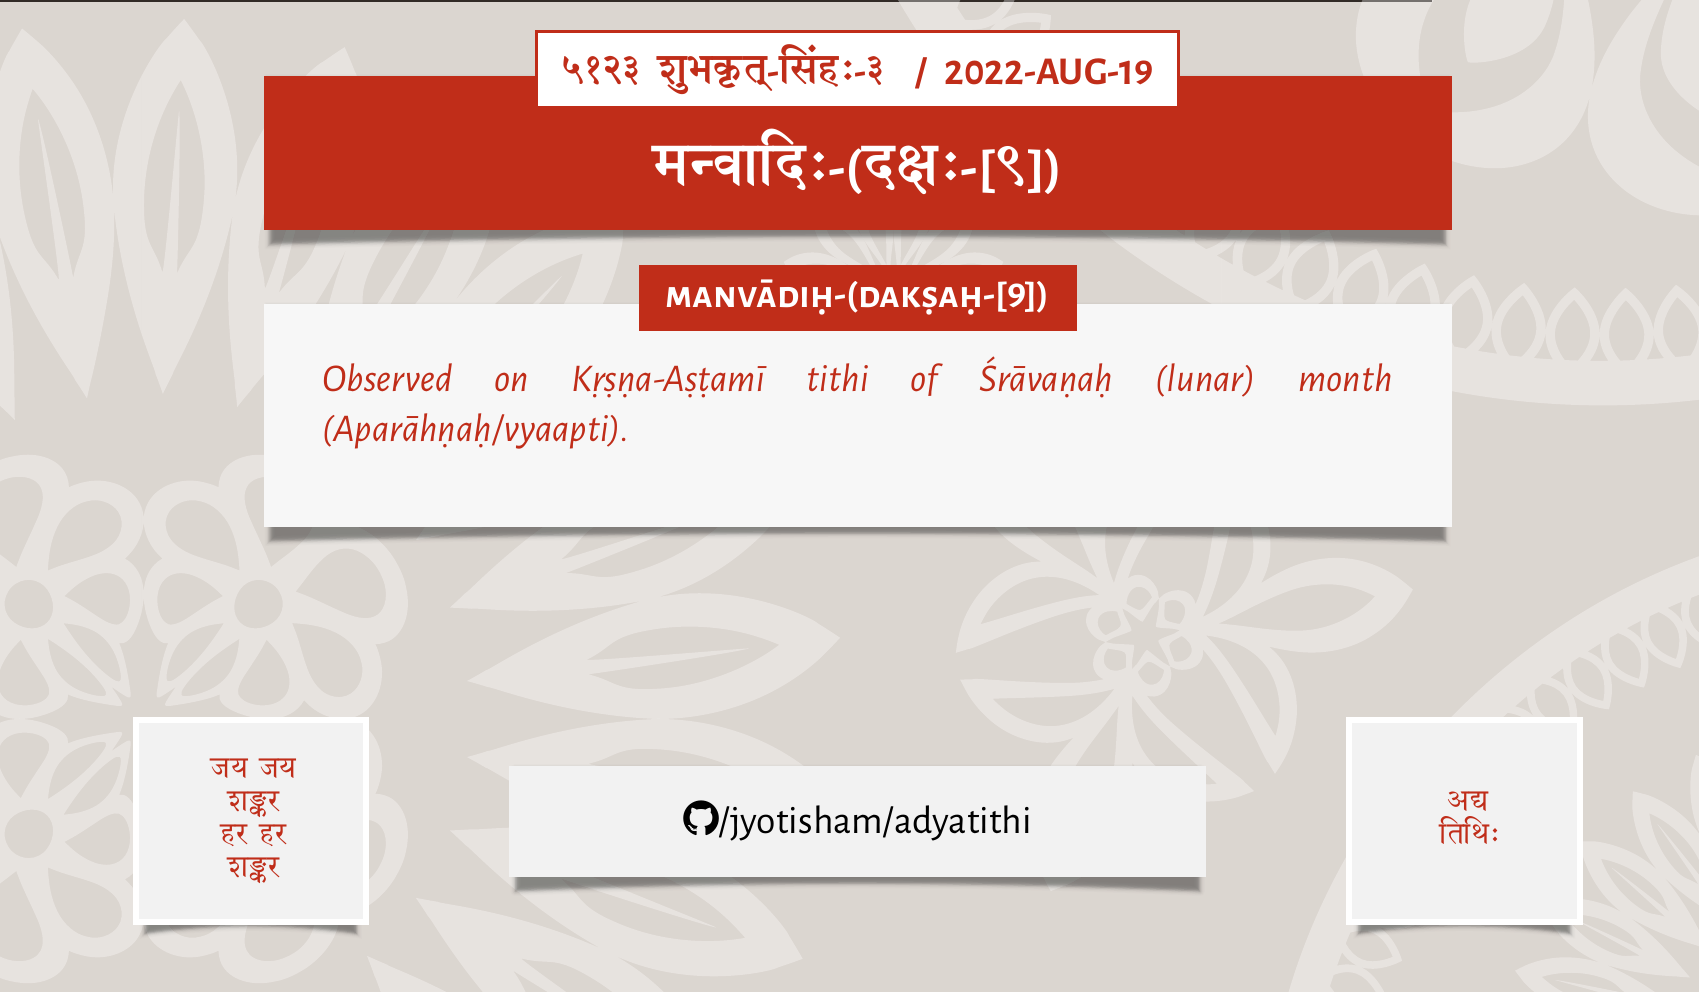 ५१२३ शुभकृत्-सिंहः-३ / 2022-AUG-19
मन्वादिः-(दक्षः-[९])
MANVĀDIḤ-(DAKṢAḤ-[9])
Observed on Kṛṣṇa-Aṣṭamī tithi of Śrāvaṇaḥ (lunar) month
(Aparāhṇaḥ/vyaapti).
जय जय
शङ्कर
हर हर
शङ्कर
/jyotisham/adyatithi
अद्य
तिथिः